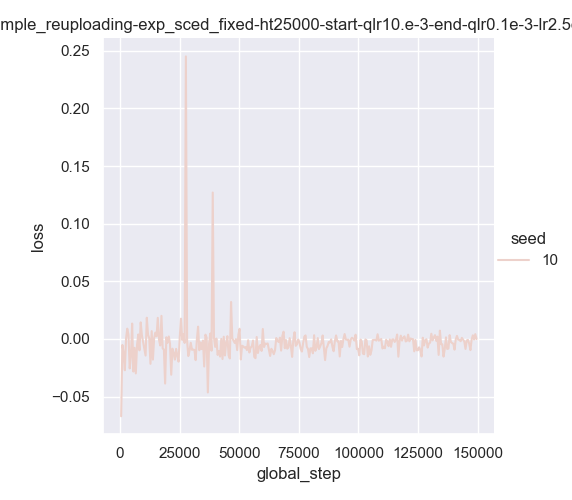 mple_reuploading-exp_sced_fixed-ht25000-start-qlr10.e-3-end-qlr0.1e-3-lr2.5
0.25
0.20
0.15
0.10
0.05
0.00
−0.05
loss
seed
10
0 25000 50000 75000 100000 125000 150000
global_step